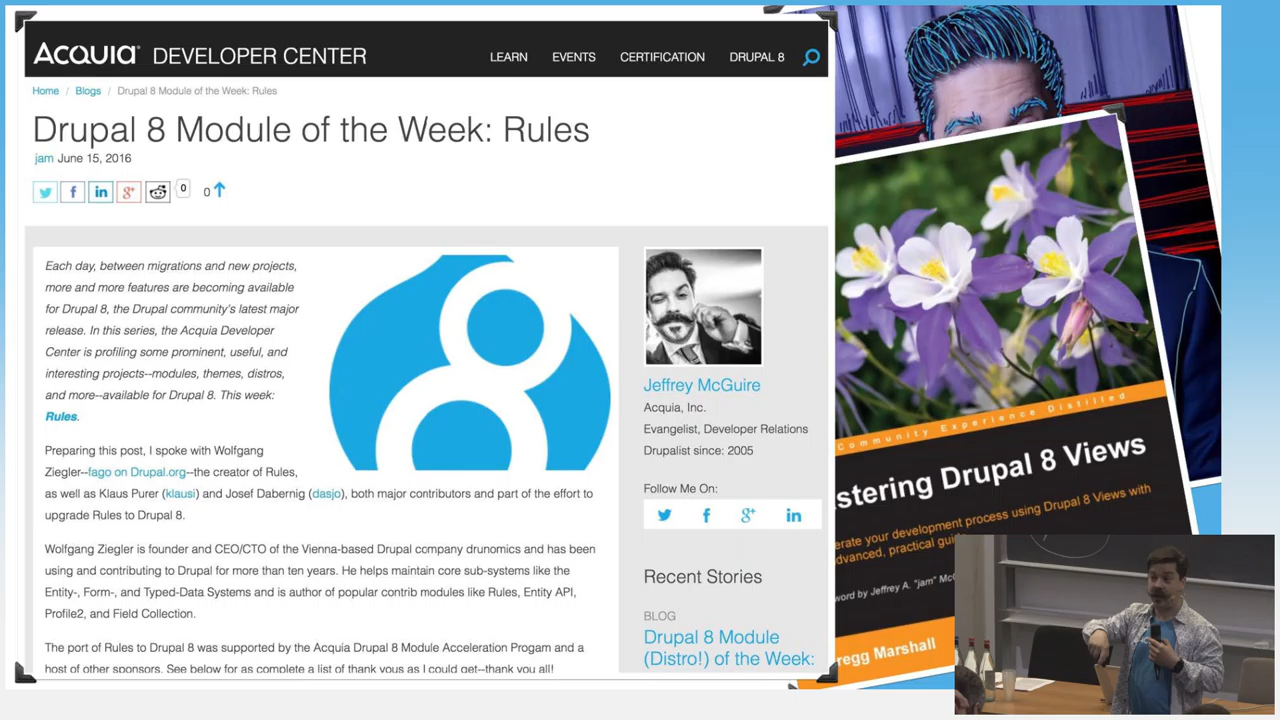 ACQUIA DEVELOPER CENTER
LEARN EVENTS CERTIFICATION DRUPAL 8
Home / Blogs / Drupal 8 Module of the Week: Rules
Drupal 8 Module of the Week: Rules
jam June 15, 2016
0
0
Each day, between migrations and new projects,
more and more features are becoming available
for Drupal 8, the Drupal community's latest major
release. In this series, the Acquia Developer
Center is profiling some prominent, useful, and
interesting projects--modules, themes, distros,
and more--available for Drupal 8. This week:
Rules.
Preparing this post, I spoke with Wolfgang
Ziegler--fago on Drupal.org--the creator of Rules,
as well as Klaus Purer (klausi) and Josef Dabernig (dasjo), both major contributors and part of the effort to
upgrade Rules to Drupal 8.
Wolfgang Ziegler is founder and CEO/CTO of the Vienna-based Drupal company drunomics and has been
using and contributing to Drupal for more than ten years. He helps maintain core sub-systems like the
Entity-, Form-, and Typed-Data Systems and is author of popular contrib modules like Rules, Entity API,
Profile2, and Field Collection.
The port of Rules to Drupal 8 was supported by the Acquia Drupal 8 Module Acceleration Progam and a
host of other sponsors. See below for as complete a list of thank yous as I could get--thank you all!
Jeffrey McGuire
Acquia, Inc.
Evangelist, Developer Relations
Drupalist since: 2005
Follow Me On:
Recent Stories
BLOG
Drupal 8 Module
(Distro!) of the Week:
Community Experience Distilled
stering Drupal 8 Views
erate your development process using Drupal 8 Views with
advanced, practical
word by Jeffrey A. "jam"
regg Marshall